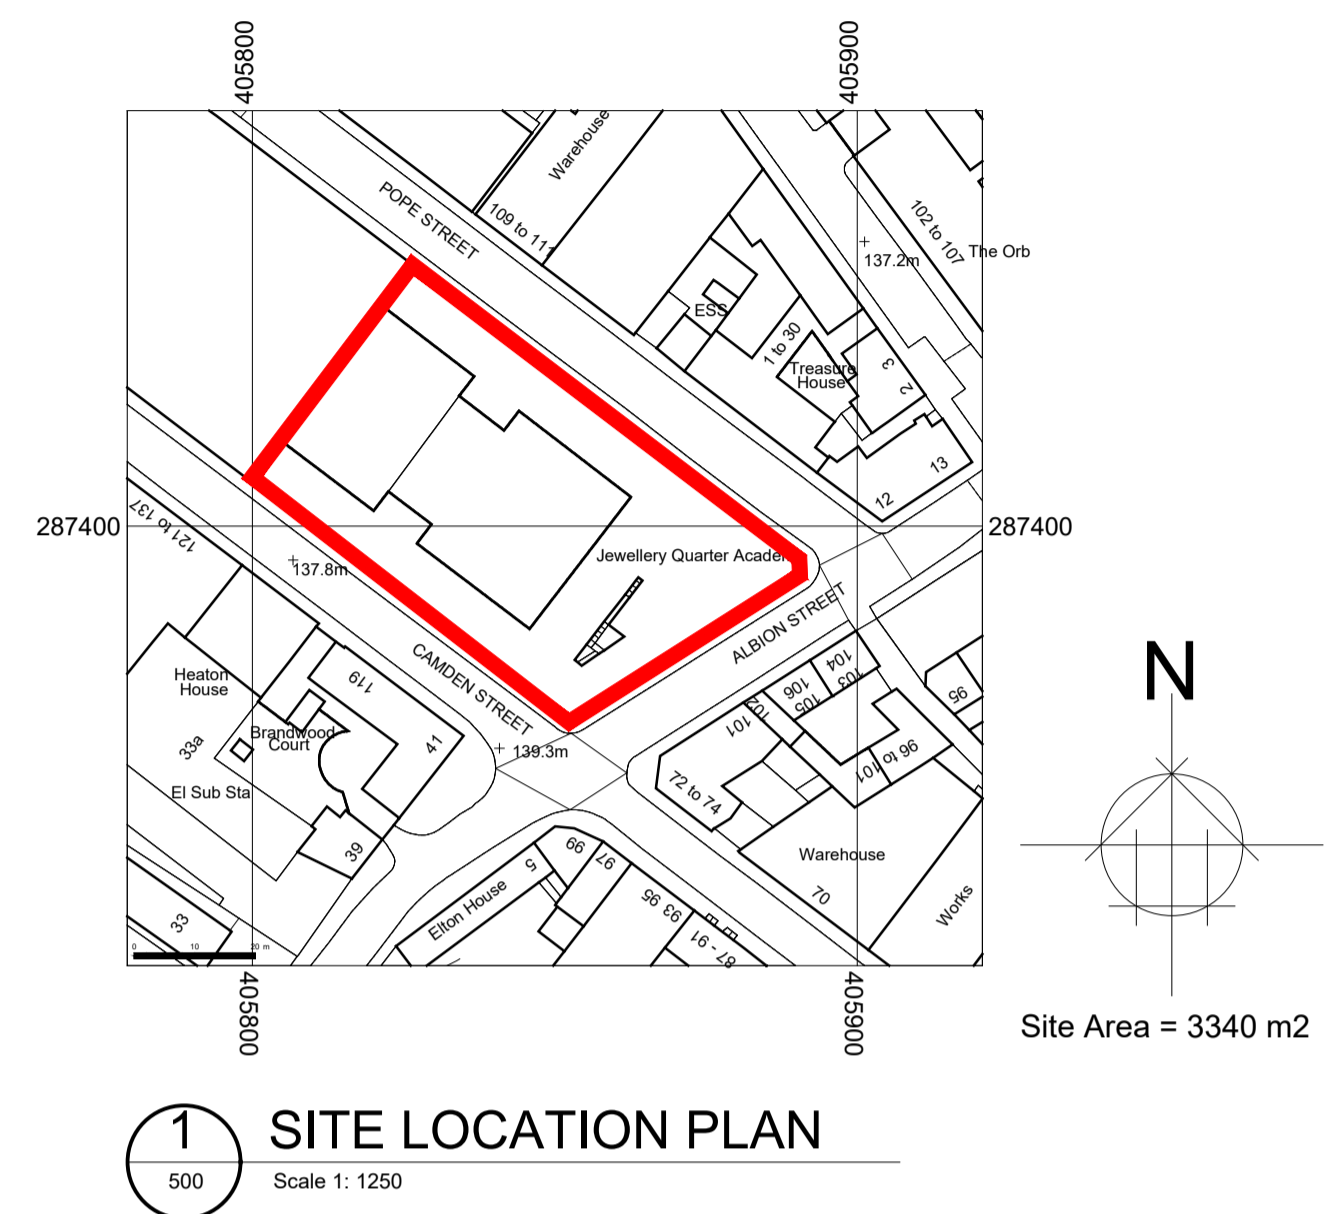 405800
405900
Warehouse
POPE STREET
109 to 111
102 to 107
The Orb
137.2m
ESS
1 to 30
Treasure
House
3
2
13
12
287400
287400
121 to 137
137.8m
Jewellery Quarter Academ
ALBION STREET
CAMDEN STREET
Heaton
House
119
Brandwood
Court
33a
41
El Sub Sta
139.3m
39
33
104
103
106
105
102
101
95
96 to 101
72 to 74
Warehouse
70
Works
99
97
5
Elton House
93 95
87 - 91
0 10 20 m
405800
405900
N
Site Area = 3340 m2
1
500
SITE LOCATION PLAN
Scale 1: 1250